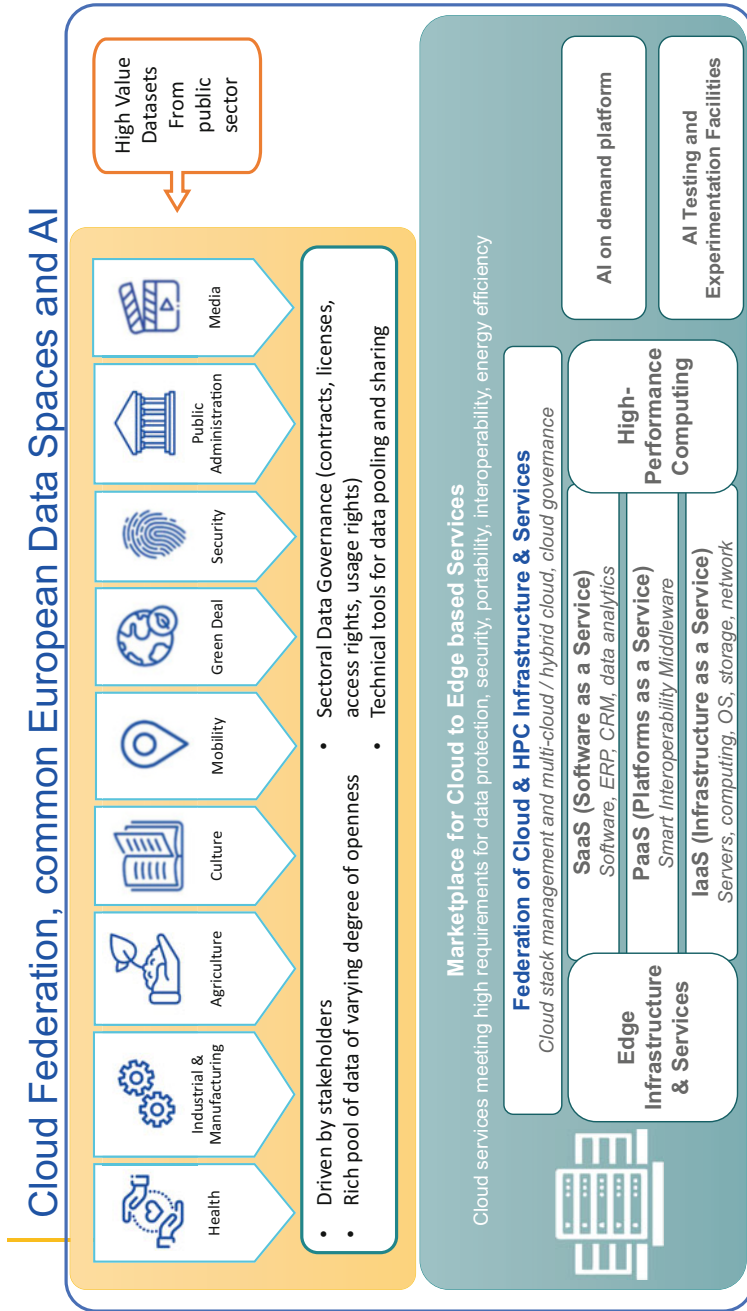 Cloud Federation, common European Data Spaces and AI
High Value
Datasets
From
public
sector
Health
Industrial &
Manufacturing
Agriculture
Culture
Mobility
Green Deal
Security
Public
Administration
Media
• Driven by stakeholders
• Rich pool of data of varying degree of openness
• Sectoral Data Governance (contracts, licenses,
access rights, usage rights)
• Technical tools for data pooling and sharing
Marketplace for Cloud to Edge based Services
Cloud services meeting high requirements for data protection, security, portability, interoperability, energy efficiency
Federation of Cloud & HPC Infrastructure & Services
Cloud stack management and multi-cloud / hybrid cloud, cloud governance
Edge
Infrastructure
& Services
SaaS (Software as a Service)
Software, ERP, CRM, data analytics
PaaS (Platforms as a Service)
Smart Interoperability Middleware
IaaS (Infrastructure as a Service)
Servers, computing, OS, storage, network
High-
Performance
Computing
AI on demand platform
AI Testing and
Experimentation Facilities